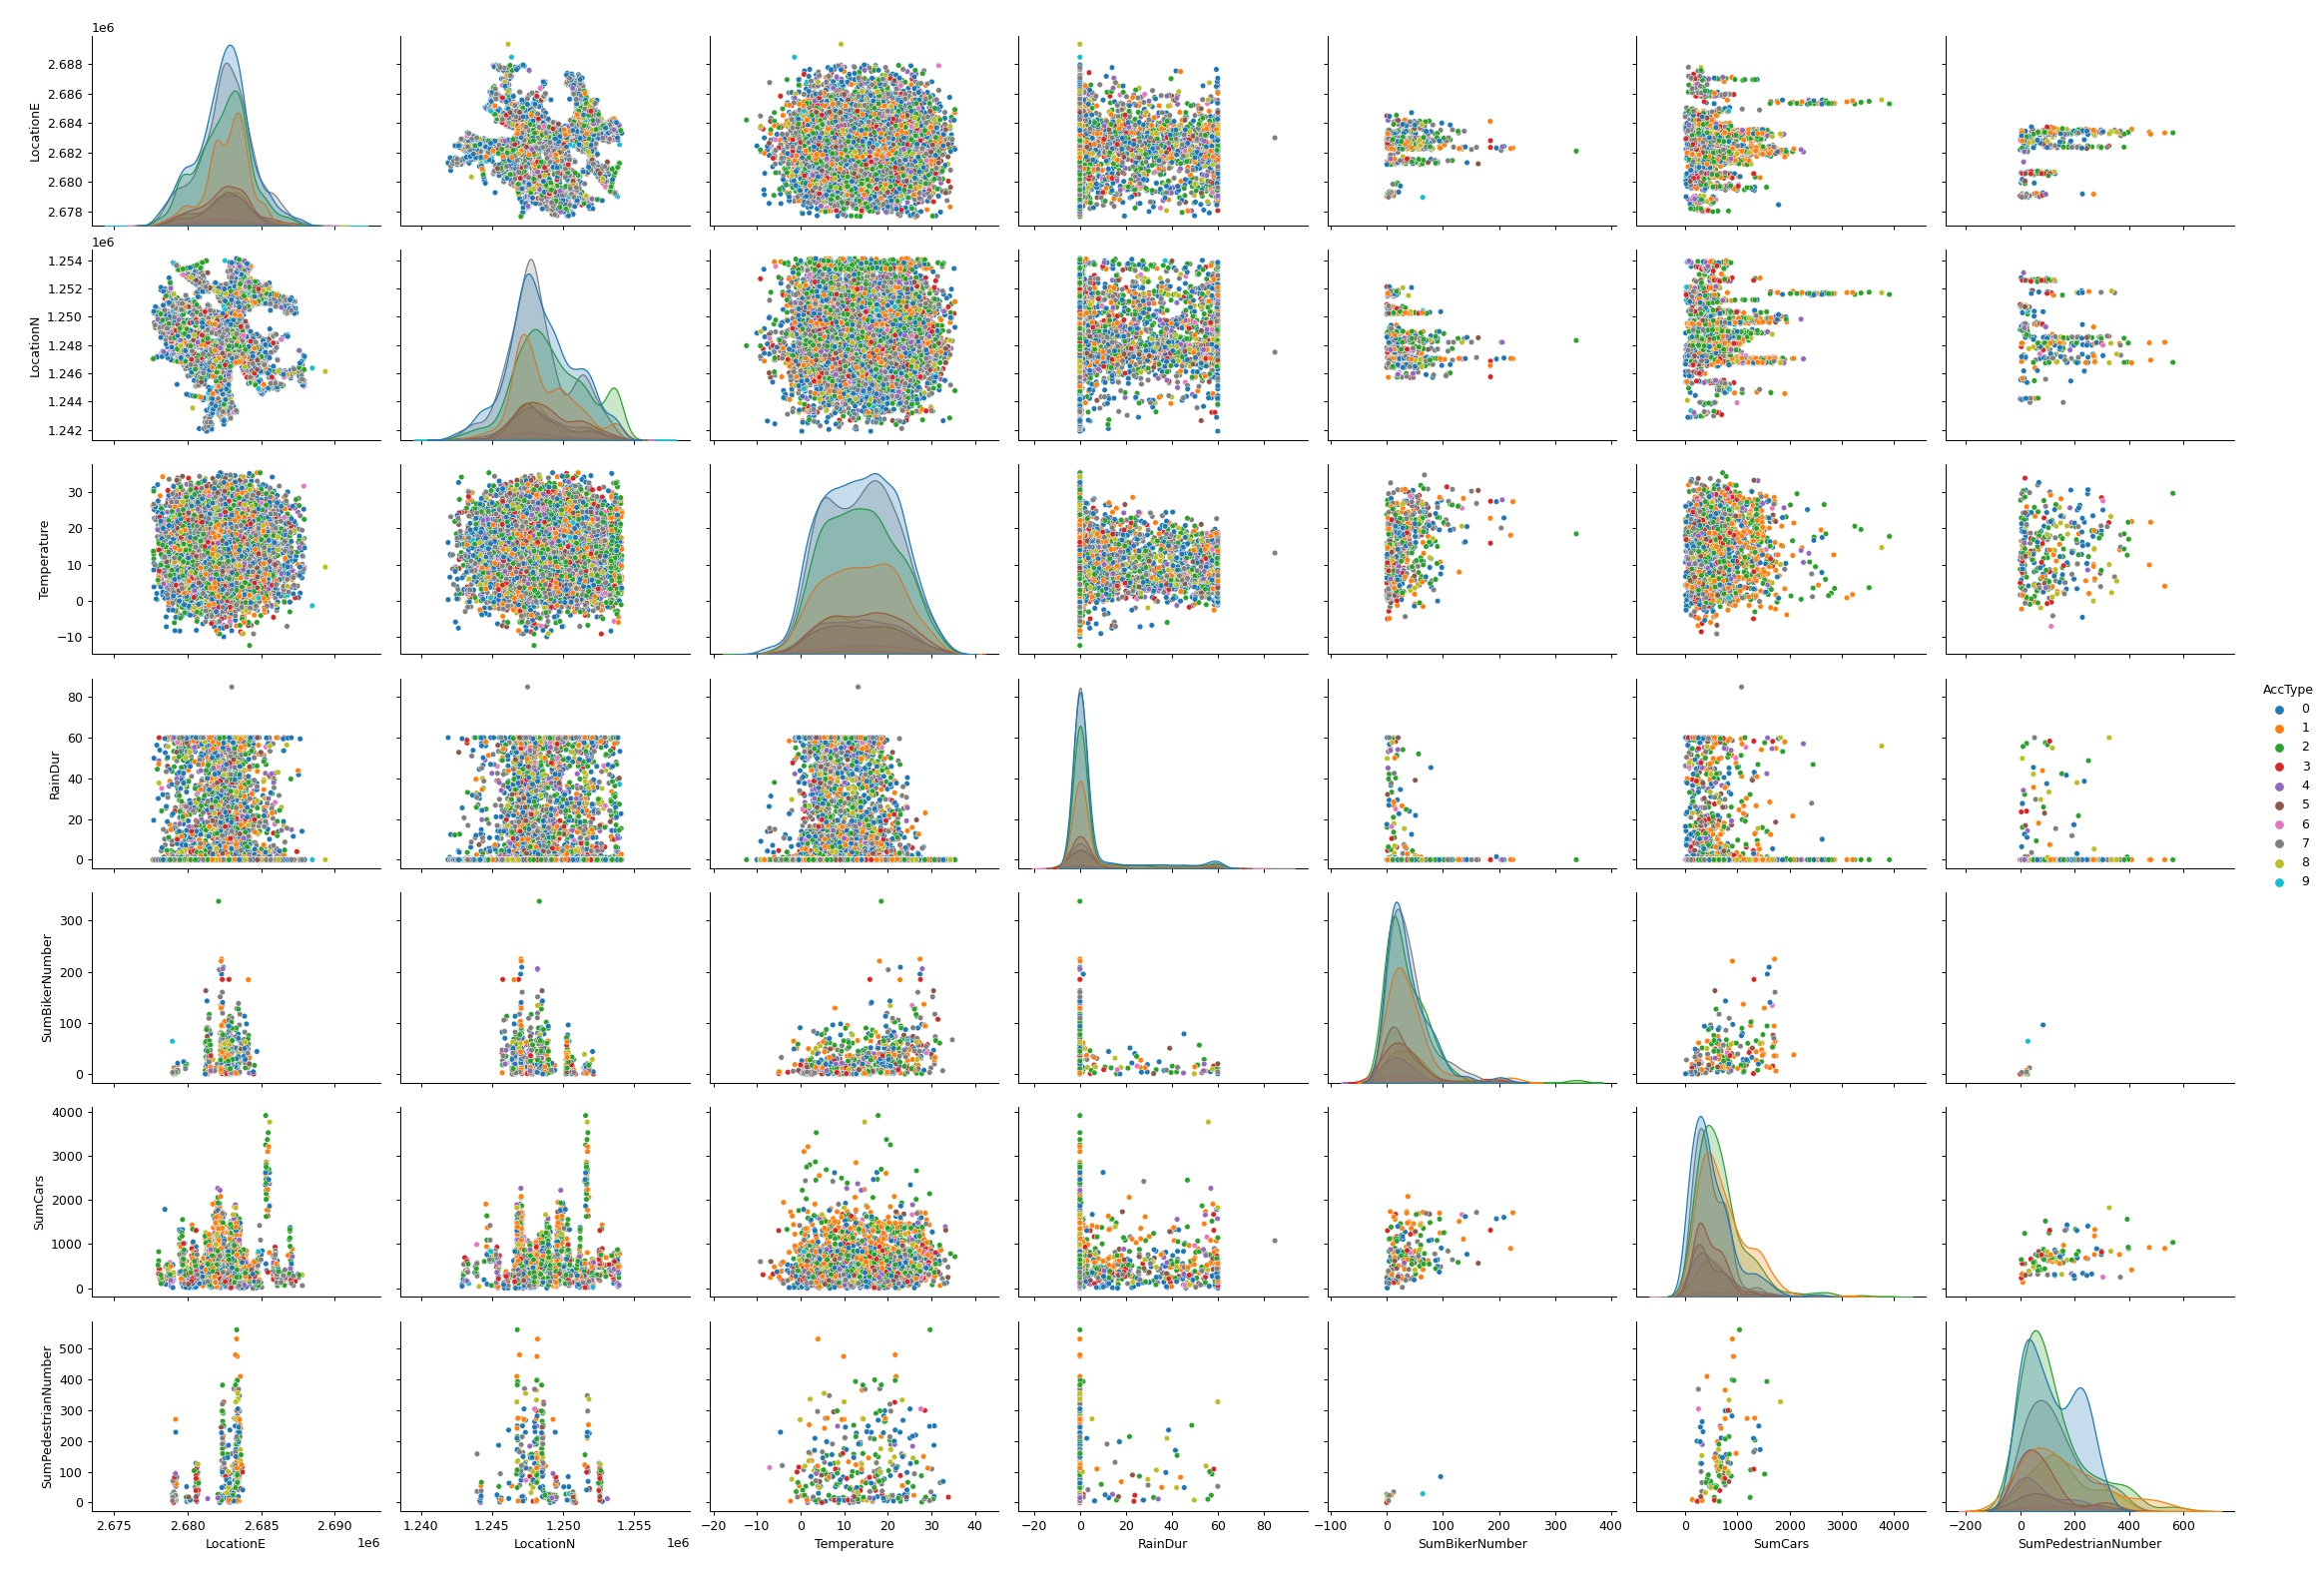 1e6
2.688
2.686
2.684
2.682
2.680
2.678
LocationE
1e6
1.254
1.252
1.250
1.248
1.246
1.244
1.242
LocationN
30
20
10
0
−10
Temperature
80
60
40
20
0
RainDur
AccType
0
1
2
3
4
5
6
7
8
9
300
200
100
0
SumBikerNumber
4000
3000
2000
1000
0
SumCars
500
400
300
200
100
0
SumPedestrianNumber
2.675 2.680 2.685 2.690
1e6
LocationE
1.240 1.245 1.250 1.255
1e6
LocationN
−20 −10 0 10 20 30 40
Temperature
−20 0 20 40 60 80
RainDur
−100 0 100 200 300 400
SumBikerNumber
0 1000 2000 3000 4000
SumCars
−200 0 200 400 600
SumPedestrianNumber